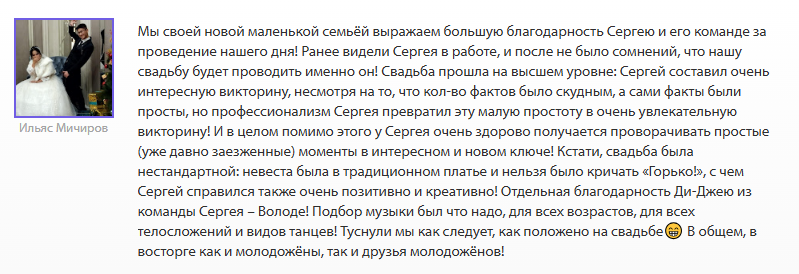 Мы своей новой маленькой семьёй выражаем большую благодарность Сергею и его команде за
проведение нашего дня! Ранее видели Сергея в работе, и после не было сомнений, что нашу
свадьбу будет проводить именно он! Свадьба прошла на высшем уровне: Сергей составил очень
интересную викторину, несмотря на то, что кол-во фактов было скудным, а сами факты были
просты, но профессионализм Сергея превратил эту малую простоту в очень увлекательную
викторину! И в целом помимо этого у Сергея очень здорово получается проворачивать простые
(уже давно заезженные) моменты в интересном и новом ключе! Кстати, свадьба была
нестандартной: невеста была в традиционном платье и нельзя было кричать «Горько!», с чем
Сергей справился также очень позитивно и креативно! Отдельная благодарность Ди-Джею из
команды Сергея – Володе! Подбор музыки был что надо, для всех возрастов, для всех
телосложений и видов танцев! Туснули мы как следует, как положено на свадьбе😁 В общем, в
восторге как и молодожёны, так и друзья молодожёнов!
Ильяс Мичиров